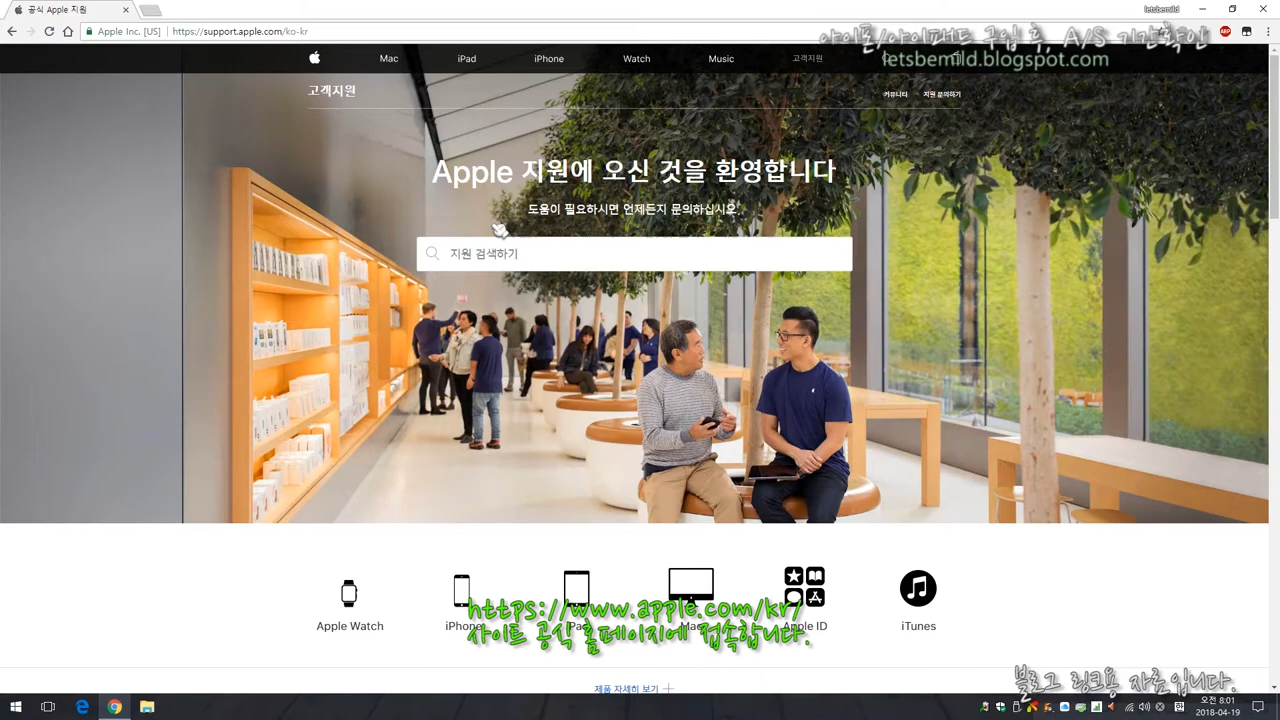 공식 Apple 지원
letsbemild
Apple Inc. [US]
https://support.apple.com/ko-kr
ABP
아이폰/아이패드 구입 후, A/S 기간확인
letsbemild.blogspot.com
Mac
iPad
iPhone
Watch
Music
고객지원
고객지원
커뮤니티
지원 문의하기
Apple 지원에 오신 것을 환영합니다
도움이 필요하시면 언제든지 문의하십시오.
지원 검색하기
Apple Watch
iPhone
iPad
Mac
Apple ID
iTunes
https://www.apple.com/kr/
사이트 공식 홈페이지에 접속합니다.
제품 자세히 보기
블로그 링크용 자료입니다.
오전 8:01
2018-04-19